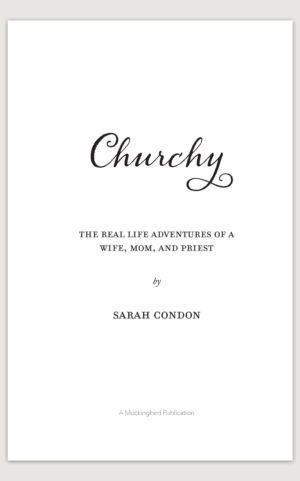 Churchy
THE REAL LIFE ADVENTURES OF A
WIFE, MOM, AND PRIEST
by
SARAH CONDON
A Mockingbird Publication